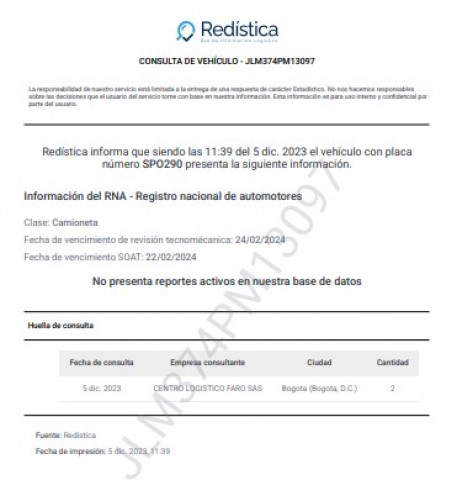 Redística
Red de Información Logística
CONSULTA DE VEHÍCULO - JLM374PM13097
La responsabilidad de nuestro servicio está limitada a la entrega de una respuesta de carácter Estadístico. No nos hacemos responsables
sobre las decisiones que el usuario del servicio tome con base en nuestra información. Esta información es para uso interno y confidencial por
parte del usuario.
Redística informa que siendo las 11:39 del 5 dic. 2023 el vehículo con placa
número SPO290 presenta la siguiente información.
Información del RNA - Registro nacional de automotores
Clase: Camioneta
Fecha de vencimiento de revisión tecnomécanica: 24/02/2024
Fecha de vencimiento SOAT: 22/02/2024
No presenta reportes activos en nuestra base de datos
Huella de consulta
Fecha de consulta Empresa consultante Ciudad Cantidad
5 dic. 2023 CENTRO LOGISTICO FARO SAS Bogota (Bogota, D.C.) 2
Fuente: Redística
Fecha de impresión: 5 dic. 2023, 11:39
JLM374PM13097